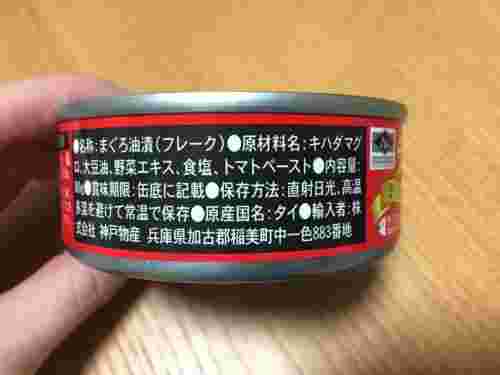 ●名称:まぐろ油漬(フレーク)●原材料名:キハダマグ
ロ、大豆油、野菜エキス、食塩、トマトペースト●内容量:
●賞味期限:缶底に記載●保存方法:直射日光、高温
多湿を避けて常温で保存●原産国名:タイ●輸入者:株
式会社 神戸物産 兵庫県加古郡稲美町中一色883番地